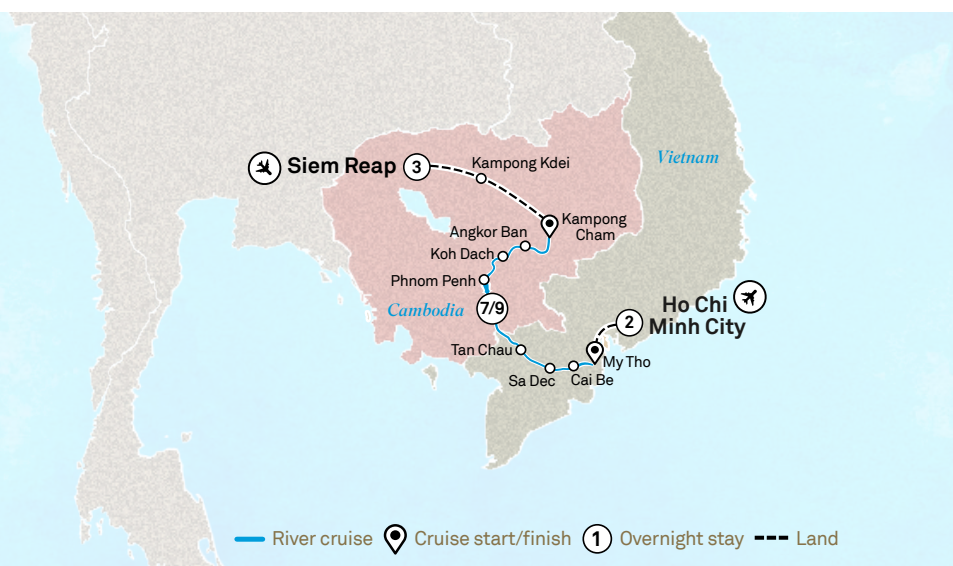 Siem Reap
3
Kampong Kdei
Vietnam
Kampong
Cham
Angkor Ban
Koh Dach
Phnom Penh
Cambodia
7/9
Ho Chi
Minh City
2
Tan Chau
My Tho
Sa Dec
Cai Be
River cruise
Cruise start/finish
1
Overnight stay
Land